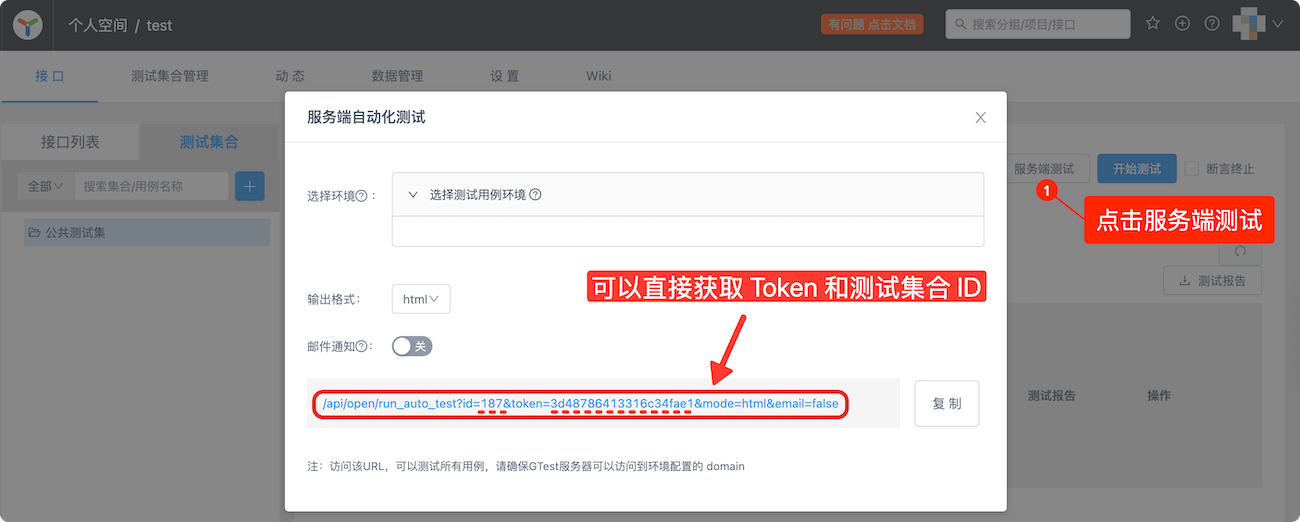 个人空间 / test
有问题 点击文档
搜索分组/项目/接口
接 口
测试集合管理
动 态
数据管理
设 置
Wiki
接口列表
测试集合
全部
搜索集合/用例名称
公共测试集
服务端测试
开始测试
断言终止
1
点击服务端测试
测试报告
测试报告
操作
服务端自动化测试
选择环境 :
选择测试用例环境
可以直接获取 Token 和测试集合 ID
输出格式:
html
邮件通知 :
关
/api/open/run_auto_test?id=187&token=3d48786413316c34fae1&mode=html&email=false
复 制
注：访问该URL，可以测试所有用例，请确保GTest服务器可以访问到环境配置的 domain